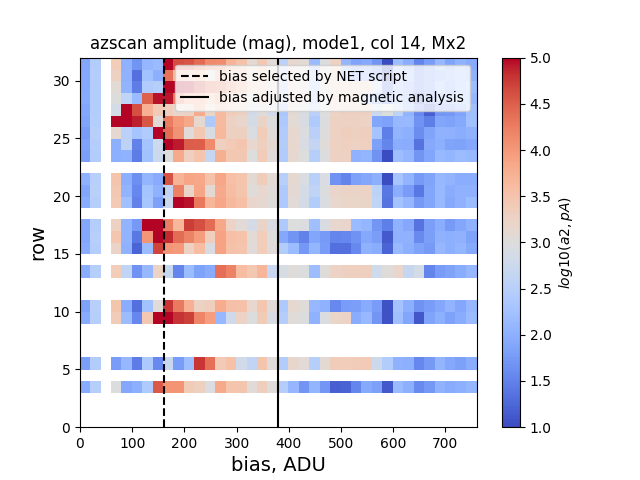 azscan amplitude (mag), mode1, col 14, Mx2
bias selected by NET script
bias adjusted by magnetic analysis
row
30
25
20
15
10
5
0
0 100 200 300 400 500 600 700
bias, ADU
5.0
4.5
4.0
3.5
3.0
2.5
2.0
1.5
1.0
log10(a2, pA)